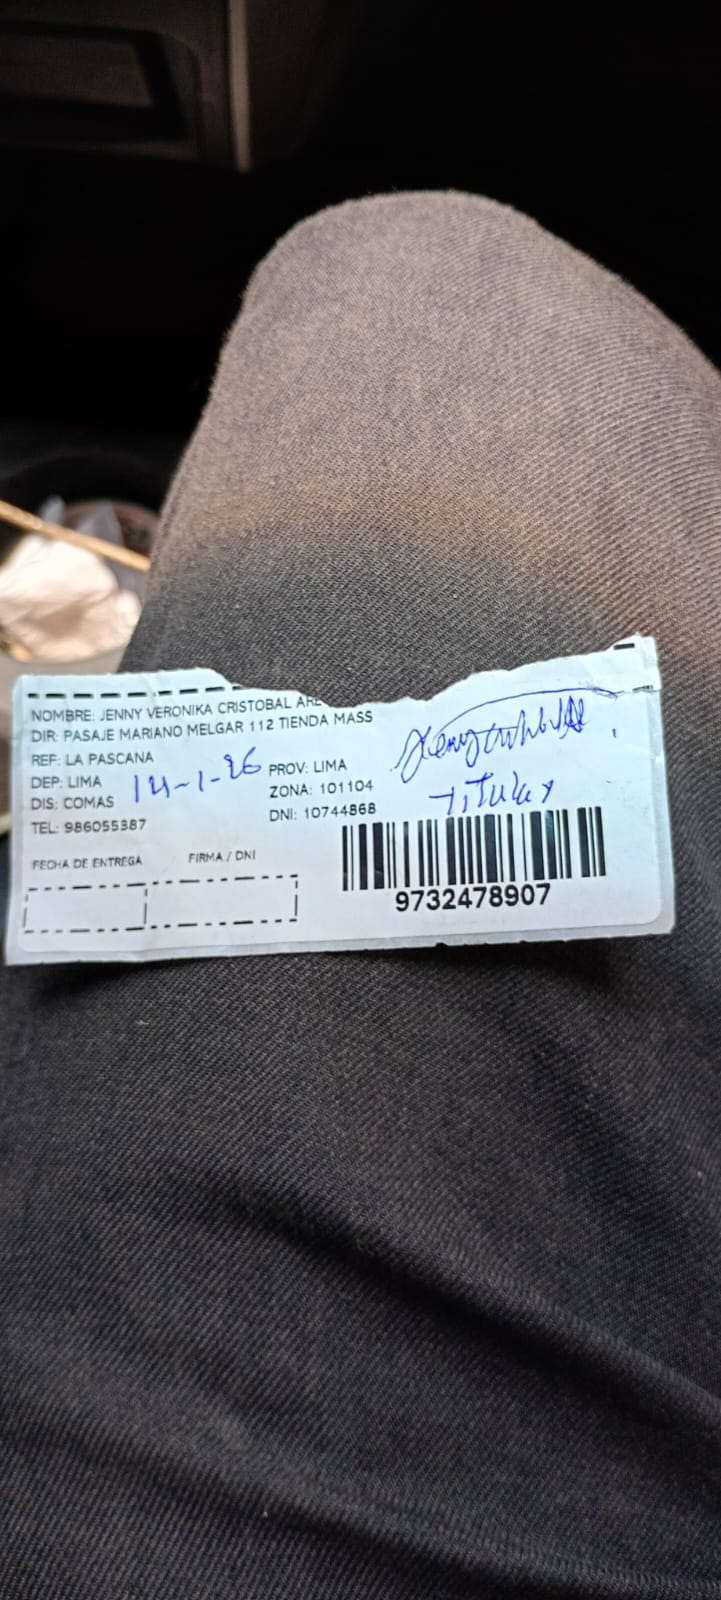 NOMBRE: JENNY VERONIKA CRISTOBAL
DIR: PASAJE MARIANO MELGAR 112 TIENDA MASS
REF: LA PASCANA
DEP: LIMA PROV: LIMA
DIS: COMAS ZONA: 101104
TEL: 986055387 DNI: 10744868
14-1-26
Titular
FECHA DE ENTREGA FIRMA / DNI
9732478907